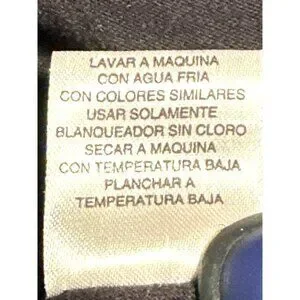 LAVAR A MAQUINA
CON AGUA FRIA
CON COLORES SIMILARES
USAR SOLAMENTE
BLANQUEADOR SIN CLORO
SECAR A MAQUINA
CON TEMPERATURA BAJA
PLANCHAR A
TEMPERATURA BAJA